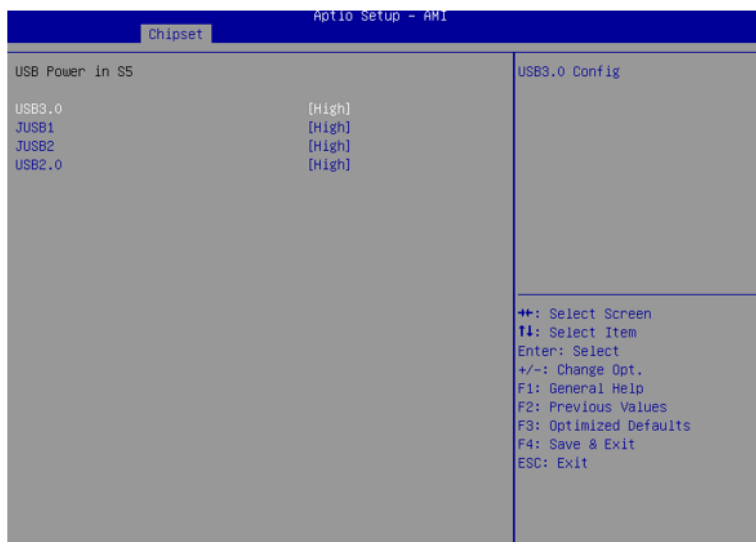 Aptio Setup – AMI
Chipset
USB Power in S5
USB3.0 [High]
JUSB1 [High]
JUSB2 [High]
USB2.0 [High]
USB3.0 Config
→←: Select Screen
↑↓: Select Item
Enter: Select
+/-: Change Opt.
F1: General Help
F2: Previous Values
F3: Optimized Defaults
F4: Save & Exit
ESC: Exit